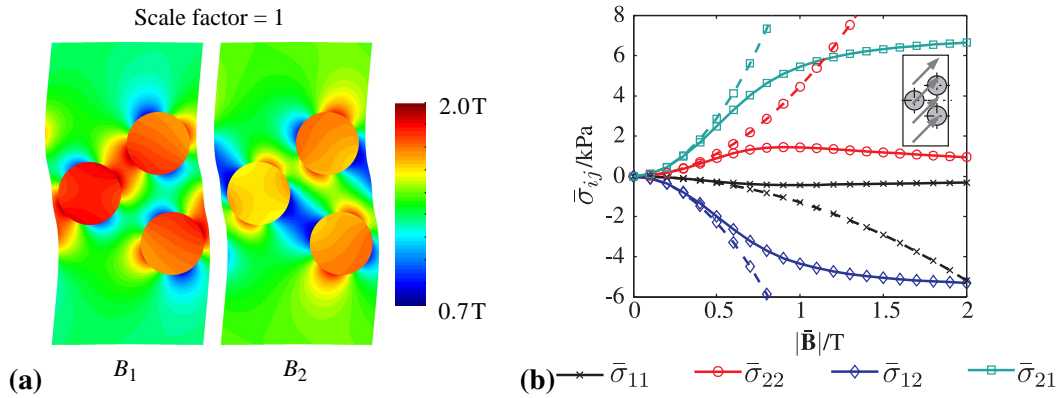 Scale factor = 1
2.0T
0.7T
B₁
B₂
(a)
σ̄ᵢⱼ/kPa
8
6
4
2
0
-2
-4
-6
0
0.5
1.0
1.5
2
|B̄|/T
(b)
σ̄₁₁
σ̄₂₂
σ̄₁₂
σ̄₂₁